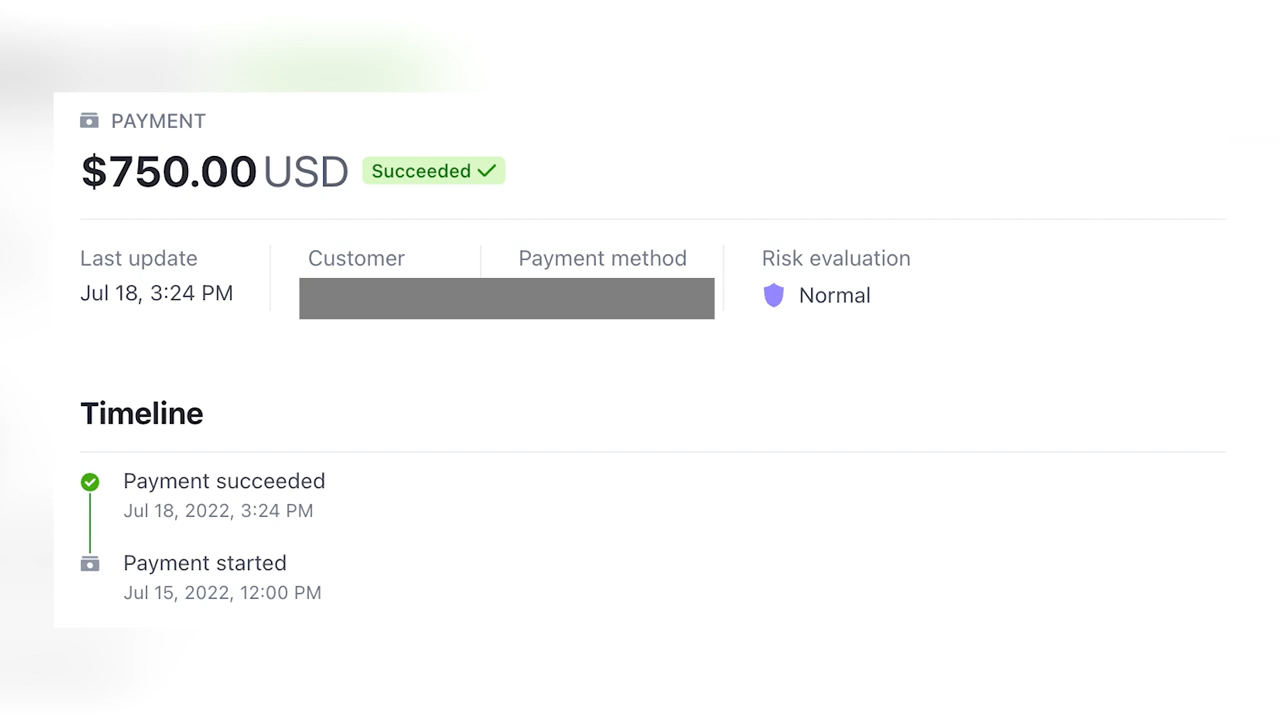 PAYMENT
$750.00 USD Succeeded
Last update
Customer
Payment method
Risk evaluation
Jul 18, 3:24 PM
Normal
Timeline
Payment succeeded
Jul 18, 2022, 3:24 PM
Payment started
Jul 15, 2022, 12:00 PM